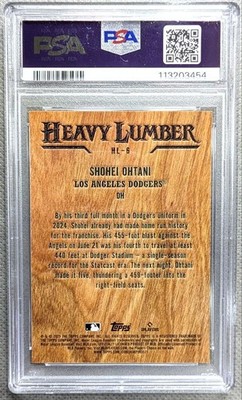 PSA
PSA
113203454
HEAVY LUMBER
HL-6
SHOHEI OHTANI
LOS ANGELES DODGERS®
DH
By his third full month in a Dodgers uniform in
2024, Shohei already had made home run history
for the franchise. His 455-foot blast against the
Angels on June 21 was his fourth to travel at least
440 feet at Dodger Stadium – a single-season
record for the Statcast era. The next night, Ohtani
made it five, thundering a 459-footer into the
right-field seats.
Topps
PLAYERS